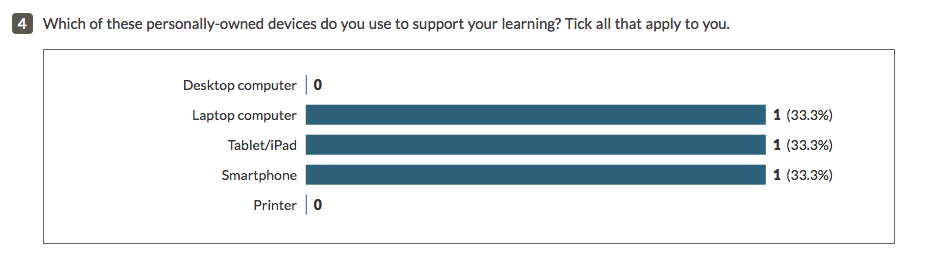 4 Which of these personally-owned devices do you use to support your learning? Tick all that apply to you.
Desktop computer 0
Laptop computer 1 (33.3%)
Tablet/iPad 1 (33.3%)
Smartphone 1 (33.3%)
Printer 0